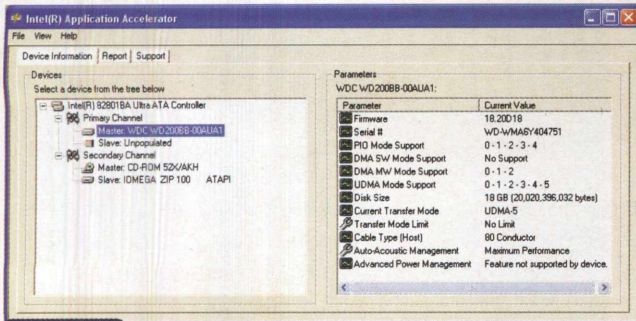 Intel(R) Application Accelerator
File View Help
Device Information Report Support
Devices
Select a device from the tree below
Intel(R) 82801BA Ultra ATA Controller
Primary Channel
Master: WDC WD200BB-00AUA1
Slave: Unpopulated
Secondary Channel
Master: CD-ROM 52X/AKH
Slave: IOMEGA ZIP 100 ATAPI
Parameters
WDC WD200BB-00AUA1:
Parameter Current Value
Firmware 18.20D18
Serial # WD-WMA6Y404751
PIO Mode Support 0 - 1 - 2 - 3 - 4
DMA SW Mode Support No Support
DMA MW Mode Support 0 - 1 - 2
UDMA Mode Support 0 - 1 - 2 - 3 - 4 - 5
Disk Size 18 GB (20,020,396,032 bytes)
Current Transfer Mode UDMA-5
Transfer Mode Limit No Limit
Cable Type (Host) 80 Conductor
Auto-Acoustic Management Maximum Performance
Advanced Power Management Feature not supported by device.